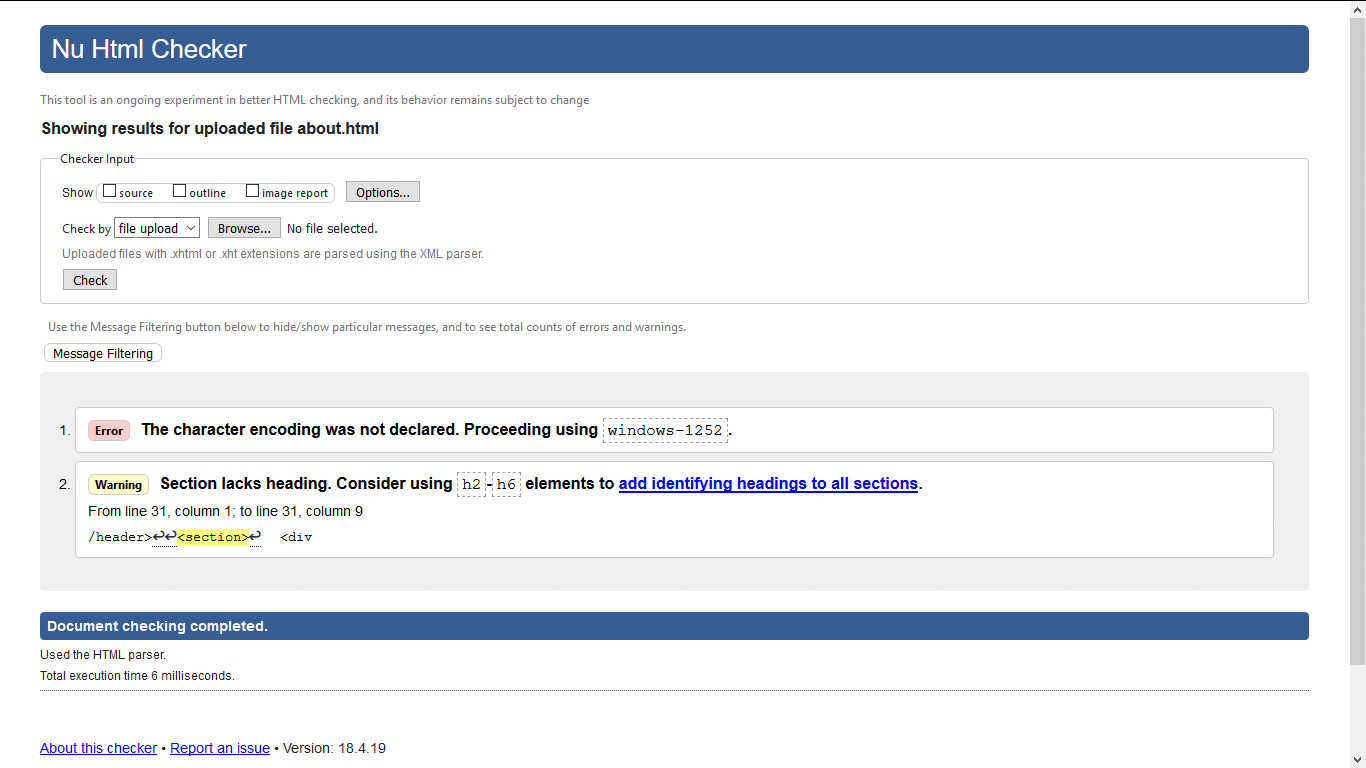 Nu Html Checker
This tool is an ongoing experiment in better HTML checking, and its behavior remains subject to change
Showing results for uploaded file about.html
Checker Input
Show source outline image report Options...
Check by file upload Browse... No file selected.
Uploaded files with .xhtml or .xht extensions are parsed using the XML parser.
Check
Use the Message Filtering button below to hide/show particular messages, and to see total counts of errors and warnings.
Message Filtering
1. Error The character encoding was not declared. Proceeding using windows-1252.
2. Warning Section lacks heading. Consider using h2-h6 elements to add identifying headings to all sections.
From line 31, column 1; to line 31, column 9
/header>↩↩<section>↩ <div
Document checking completed.
Used the HTML parser.
Total execution time 6 milliseconds.
About this checker • Report an issue • Version: 18.4.19